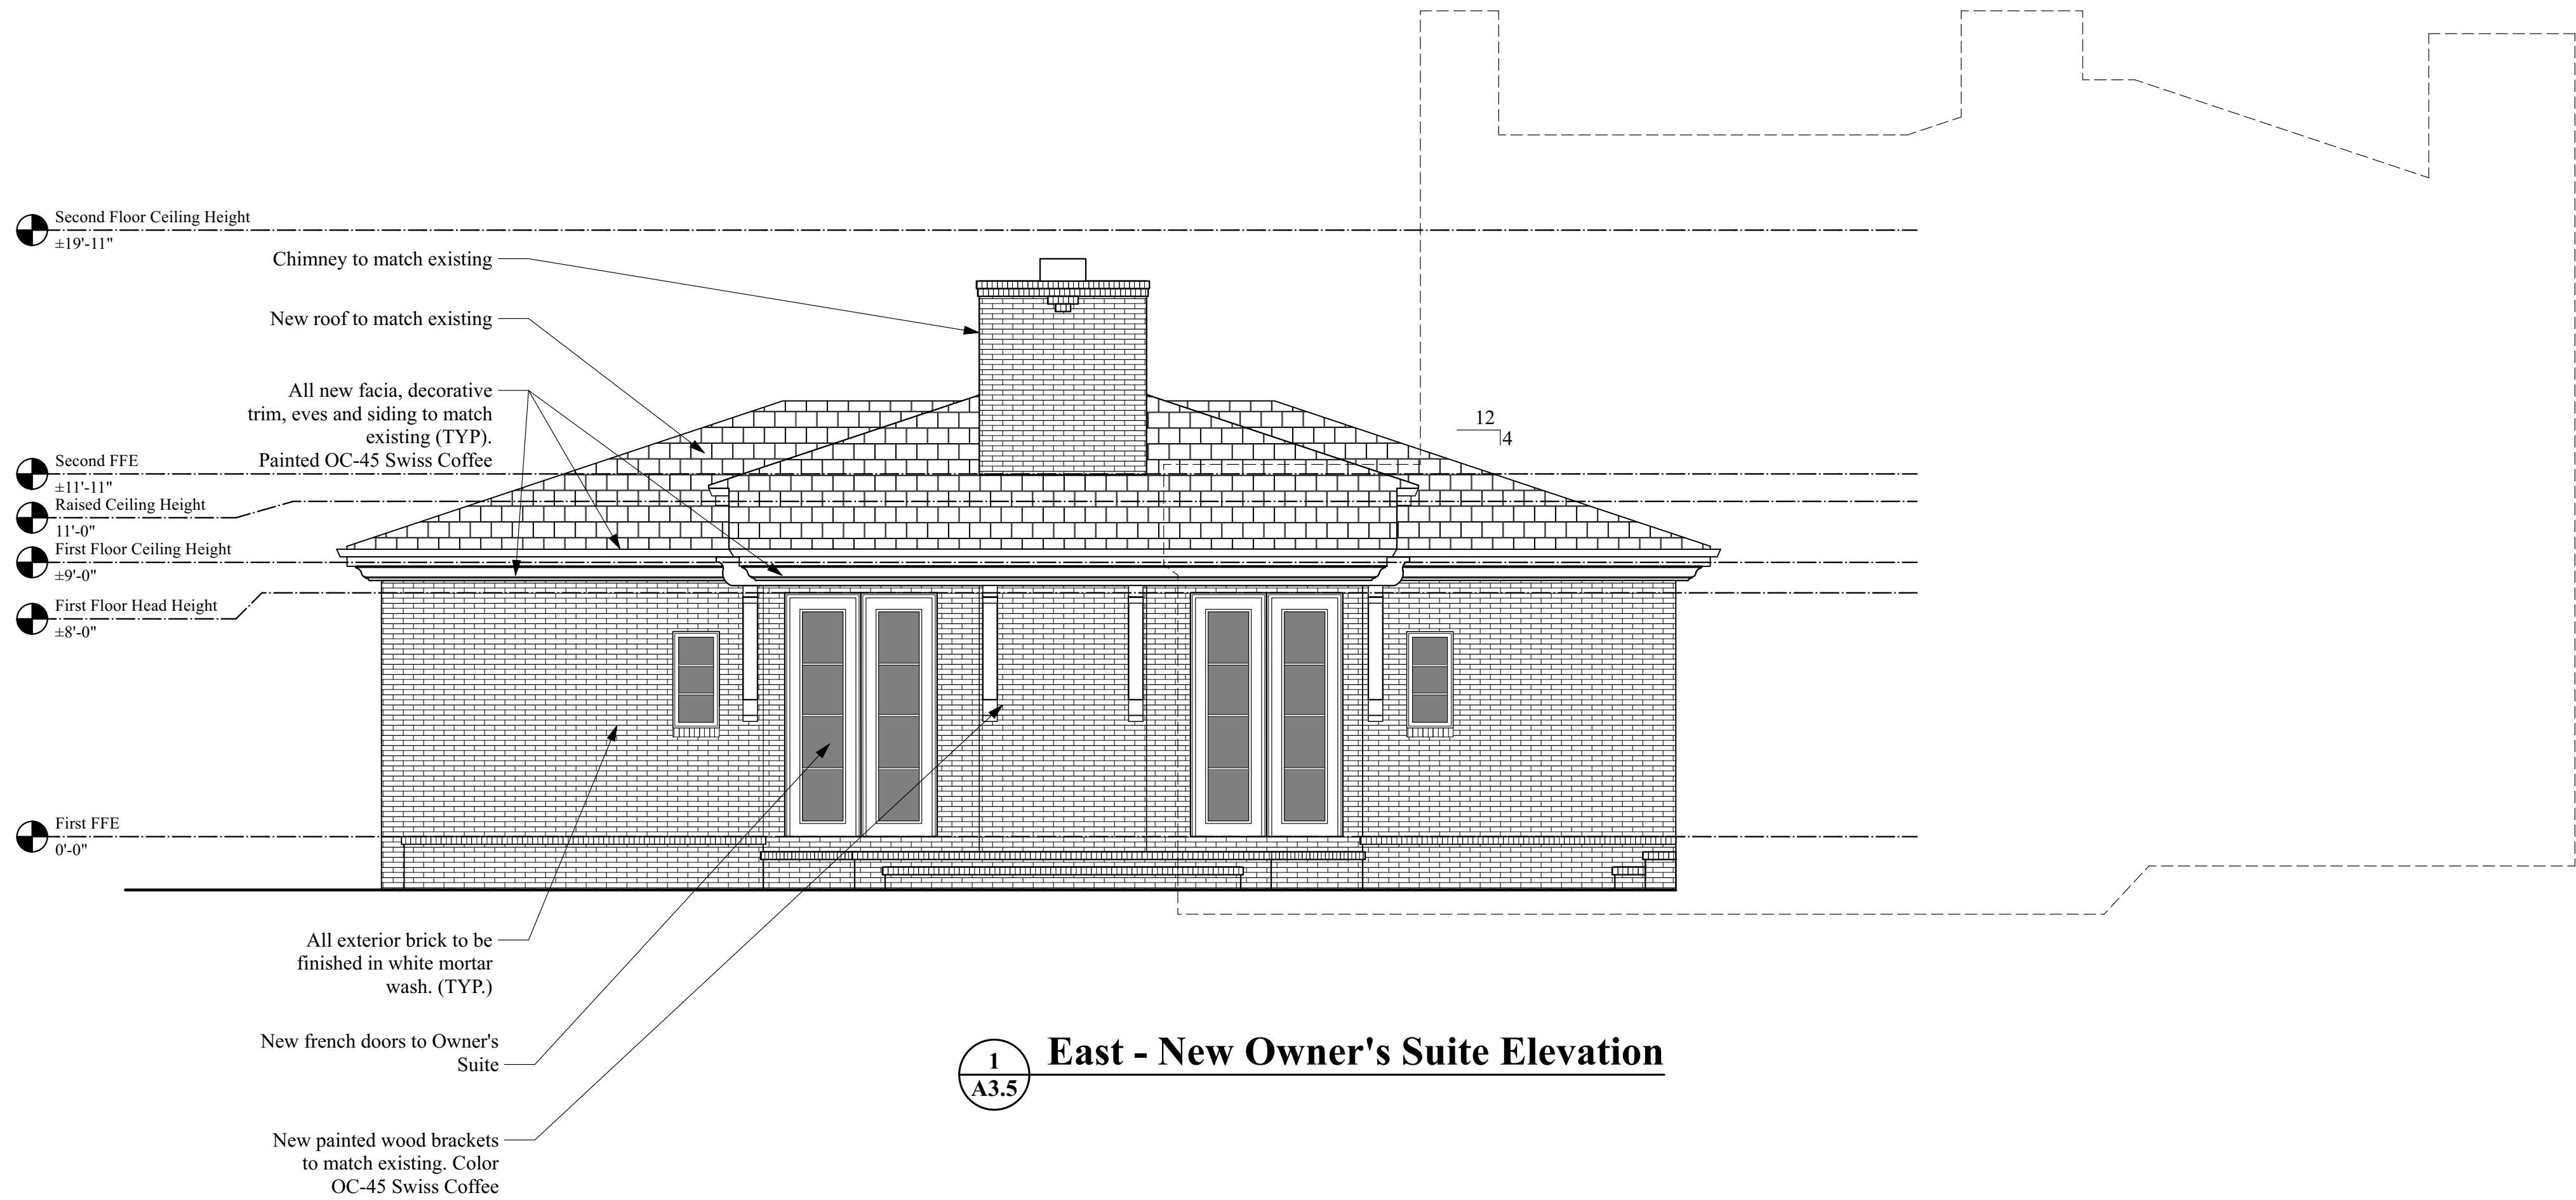 Second Floor Ceiling Height
±19'-11"
Chimney to match existing
New roof to match existing
All new facia, decorative
trim, eves and siding to match
existing (TYP).
Painted OC-45 Swiss Coffee
12
4
Second FFE
±11'-11"
Raised Ceiling Height
11'-0"
First Floor Ceiling Height
±9'-0"
First Floor Head Height
±8'-0"
First FFE
0'-0"
All exterior brick to be
finished in white mortar
wash. (TYP.)
New french doors to Owner's
Suite
New painted wood brackets
to match existing. Color
OC-45 Swiss Coffee
1
A3.5
East - New Owner's Suite Elevation